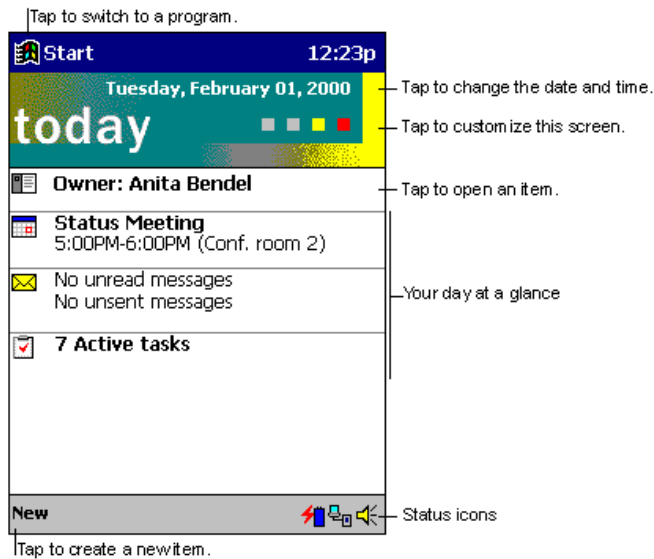 Tap to switch to a program.
Start 12:23p
Tuesday, February 01, 2000
Tap to change the date and time.
today
Tap to customize this screen.
Owner: Anita Bendel
Tap to open an item.
Status Meeting
5:00PM-6:00PM (Conf. room 2)
No unread messages
No unsent messages
Your day at a glance
7 Active tasks
New
Status icons
Tap to create a new item.